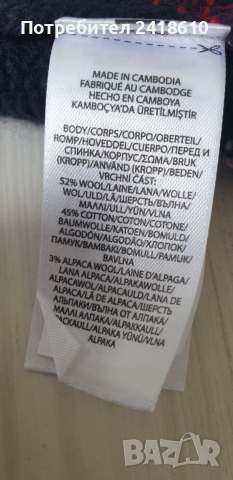 Потребител 2418610
MADE IN CAMBODIA
FABRIQUÉ AU CAMBODGE
HECHO EN CAMBOYA
KAMBOÇYA'DA ÜRETİLMİŞTİR
BODY/CORPS/CORPO/OBERTEIL/
ROMP/HOVEDDEL/CUERPO/ПЕРЕД И
СПИНКА/КОРПУС/ΣΩΜΑ/BRUK
(KROPP)/ANVÄND (KROPP)/BEDEN/
VRCHNÍ ČÁST:
52% WOOL/LAINE/LANA/WOLLE/
WOL/ULD/LÃ/ШЕРСТЬ/ВЪЛНА/
ΜΑΛΛΙ/ULL/YÜN/VLNA
45% COTTON/COTON/COTONE/
BAUMWOLLE/KATOEN/BOMULD/
ALGODÓN/ALGODÃO/ХЛОПОК/
ПАМУК/ΒΑΜΒΑΚΙ/BOMULL/PAMUK/
BAVLNA
3% ALPACA WOOL/LAINE D'ALPAGA/
LANA ALPACA/ALPAKAWOLLE/
ALPACAWOL/ALPACAULD/LANA DE
ALPACA/LÃ DE ALPACA/ШЕРСТЬ
АЛЬПАКИ/ВЪЛНА ОТ АЛПАКА/
ΜΑΛΛΙ ΑΛΠΑΚΑ/ALPAKKAULL/
ALPACKAULL/ALPAKA YÜNÜ/VLNA
ALPAKA
BAZAR
bg